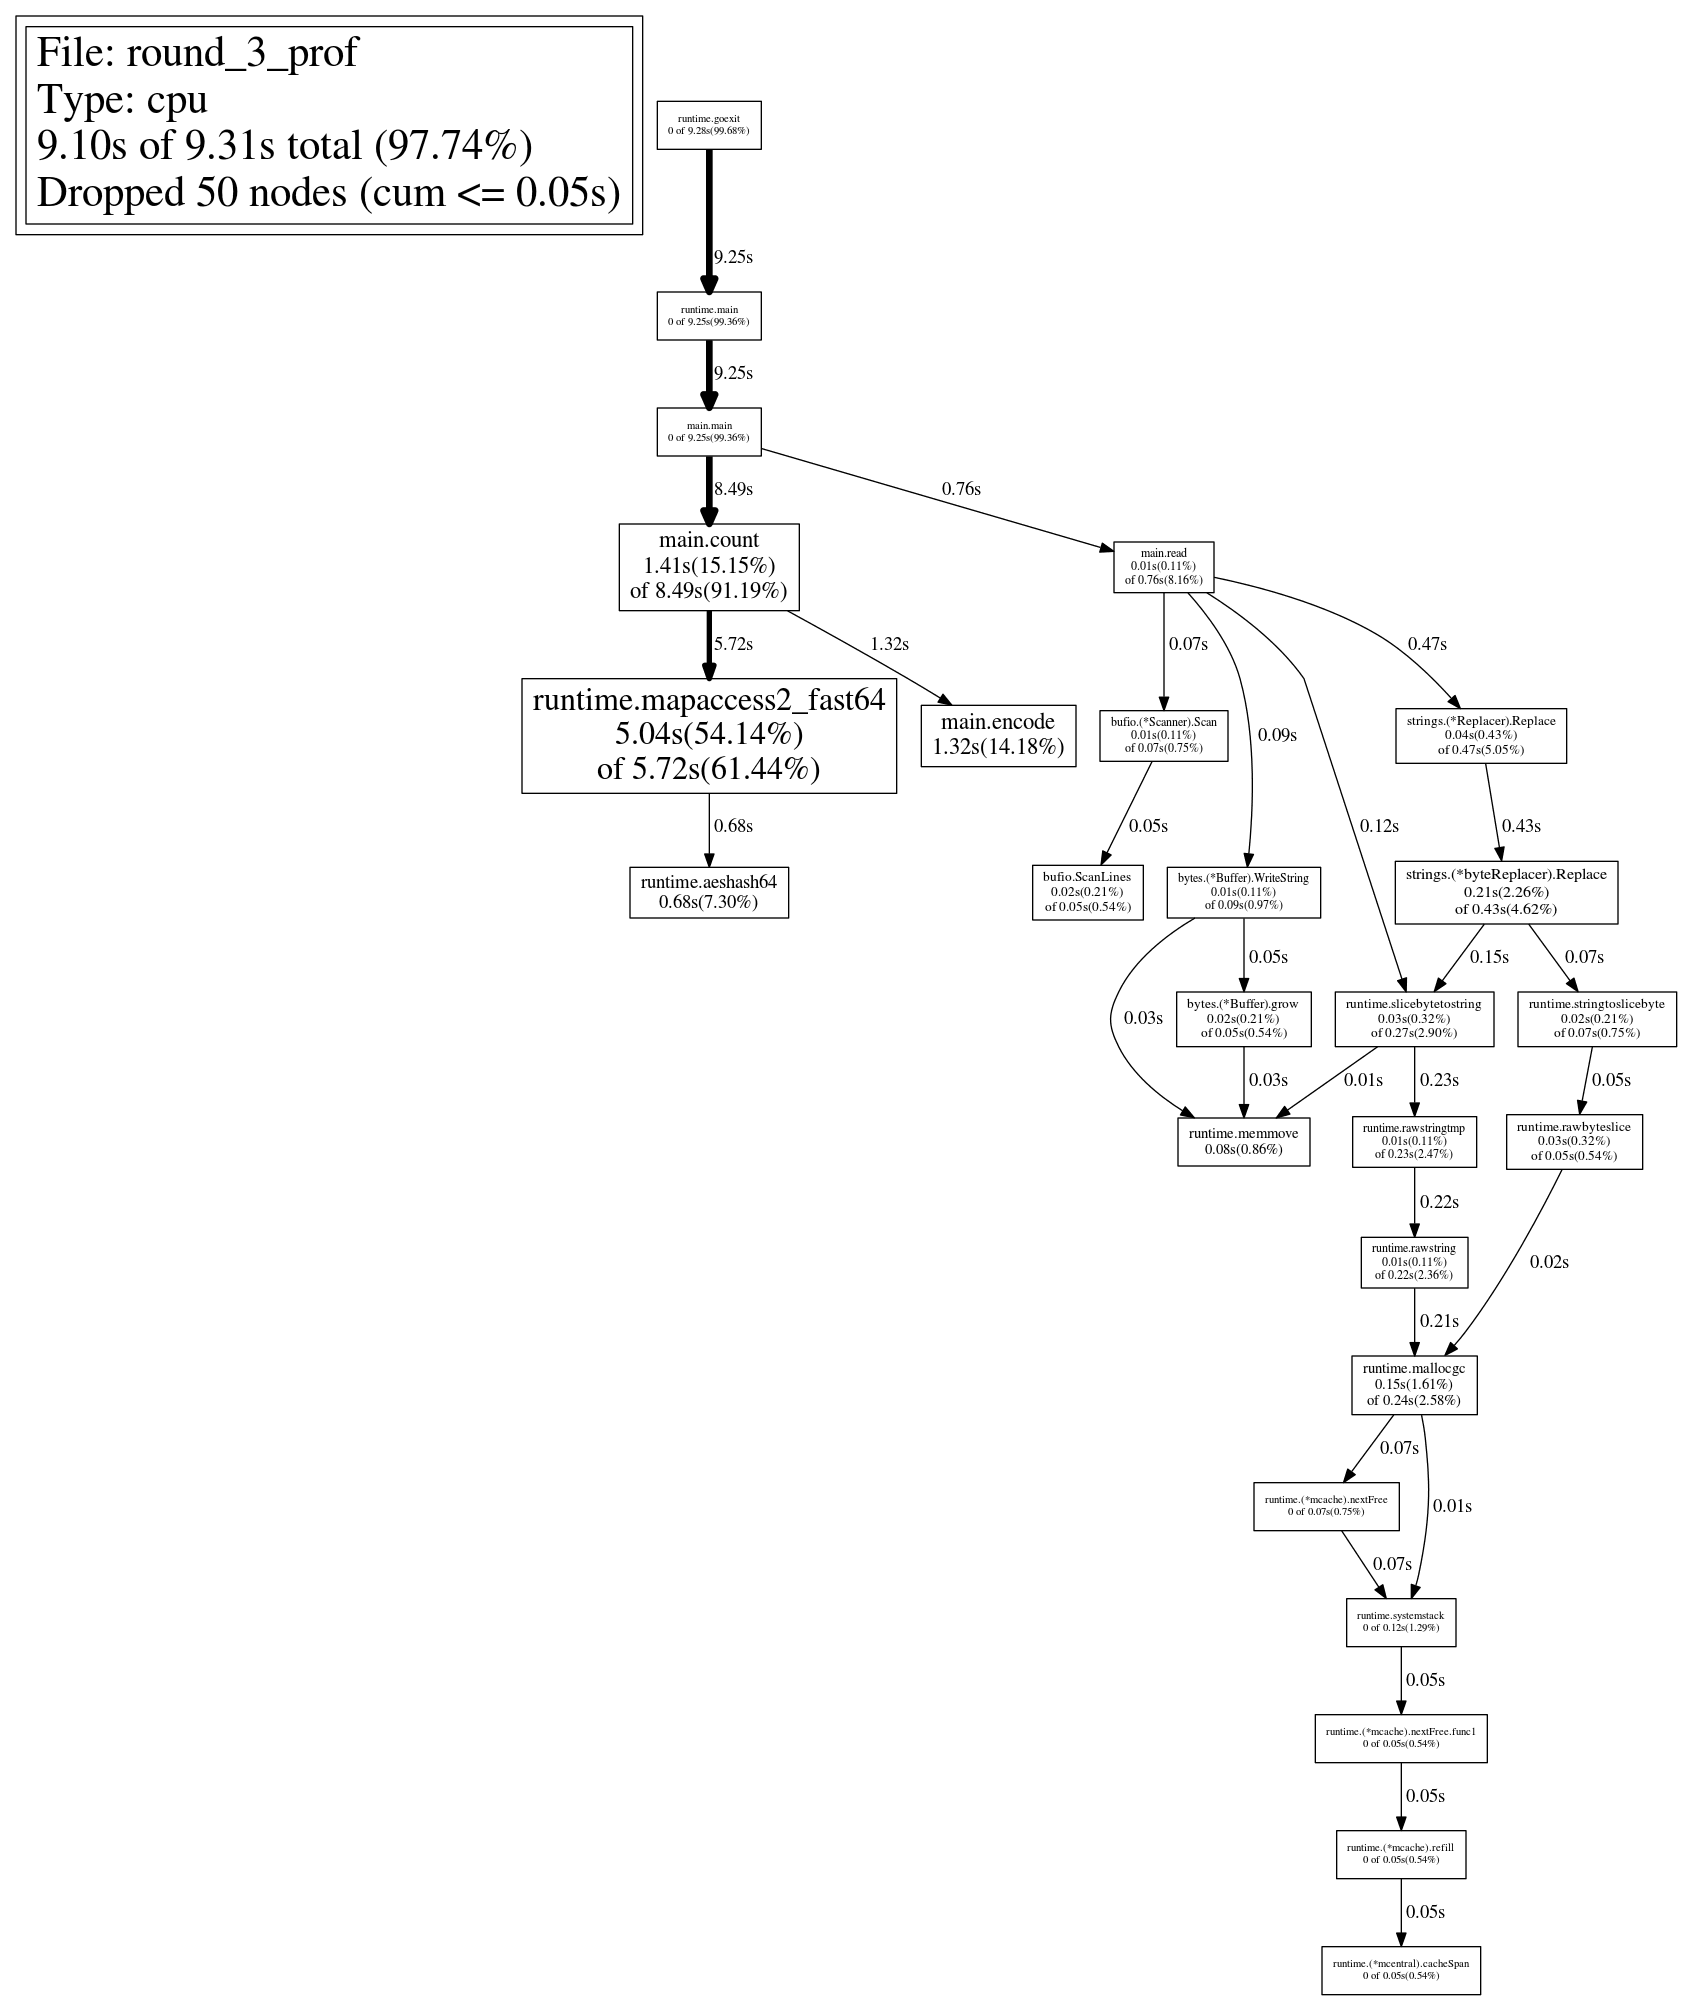 File: round_3_prof
Type: cpu
9.10s of 9.31s total (97.74%)
Dropped 50 nodes (cum <= 0.05s)
runtime.goexit
0 of 9.28s(99.68%)
9.25s
runtime.main
0 of 9.25s(99.36%)
9.25s
main.main
0 of 9.25s(99.36%)
8.49s
0.76s
main.count
1.41s(15.15%)
of 8.49s(91.19%)
main.read
0.01s(0.11%)
of 0.76s(8.16%)
5.72s
1.32s
0.07s
0.09s
0.12s
0.47s
runtime.mapaccess2_fast64
5.04s(54.14%)
of 5.72s(61.44%)
main.encode
1.32s(14.18%)
bufio.(*Scanner).Scan
0.01s(0.11%)
of 0.07s(0.75%)
strings.(*Replacer).Replace
0.04s(0.43%)
of 0.47s(5.05%)
0.68s
0.05s
0.43s
runtime.aeshash64
0.68s(7.30%)
bufio.ScanLines
0.02s(0.21%)
of 0.05s(0.54%)
bytes.(*Buffer).WriteString
0.01s(0.11%)
of 0.09s(0.97%)
strings.(*byteReplacer).Replace
0.21s(2.26%)
of 0.43s(4.62%)
0.05s
0.15s
0.07s
0.03s
bytes.(*Buffer).grow
0.02s(0.21%)
of 0.05s(0.54%)
runtime.slicebytetostring
0.03s(0.32%)
of 0.27s(2.90%)
runtime.stringtoslicebyte
0.02s(0.21%)
of 0.07s(0.75%)
0.03s
0.01s
0.23s
0.05s
runtime.memmove
0.08s(0.86%)
runtime.rawstringtmp
0.01s(0.11%)
of 0.23s(2.47%)
runtime.rawbyteslice
0.03s(0.32%)
of 0.05s(0.54%)
0.22s
runtime.rawstring
0.01s(0.11%)
of 0.22s(2.36%)
0.02s
0.21s
runtime.mallocgc
0.15s(1.61%)
of 0.24s(2.58%)
0.07s
0.01s
runtime.(*mcache).nextFree
0 of 0.07s(0.75%)
0.07s
runtime.systemstack
0 of 0.12s(1.29%)
0.05s
runtime.(*mcache).nextFree.func1
0 of 0.05s(0.54%)
0.05s
runtime.(*mcache).refill
0 of 0.05s(0.54%)
0.05s
runtime.(*mcentral).cacheSpan
0 of 0.05s(0.54%)